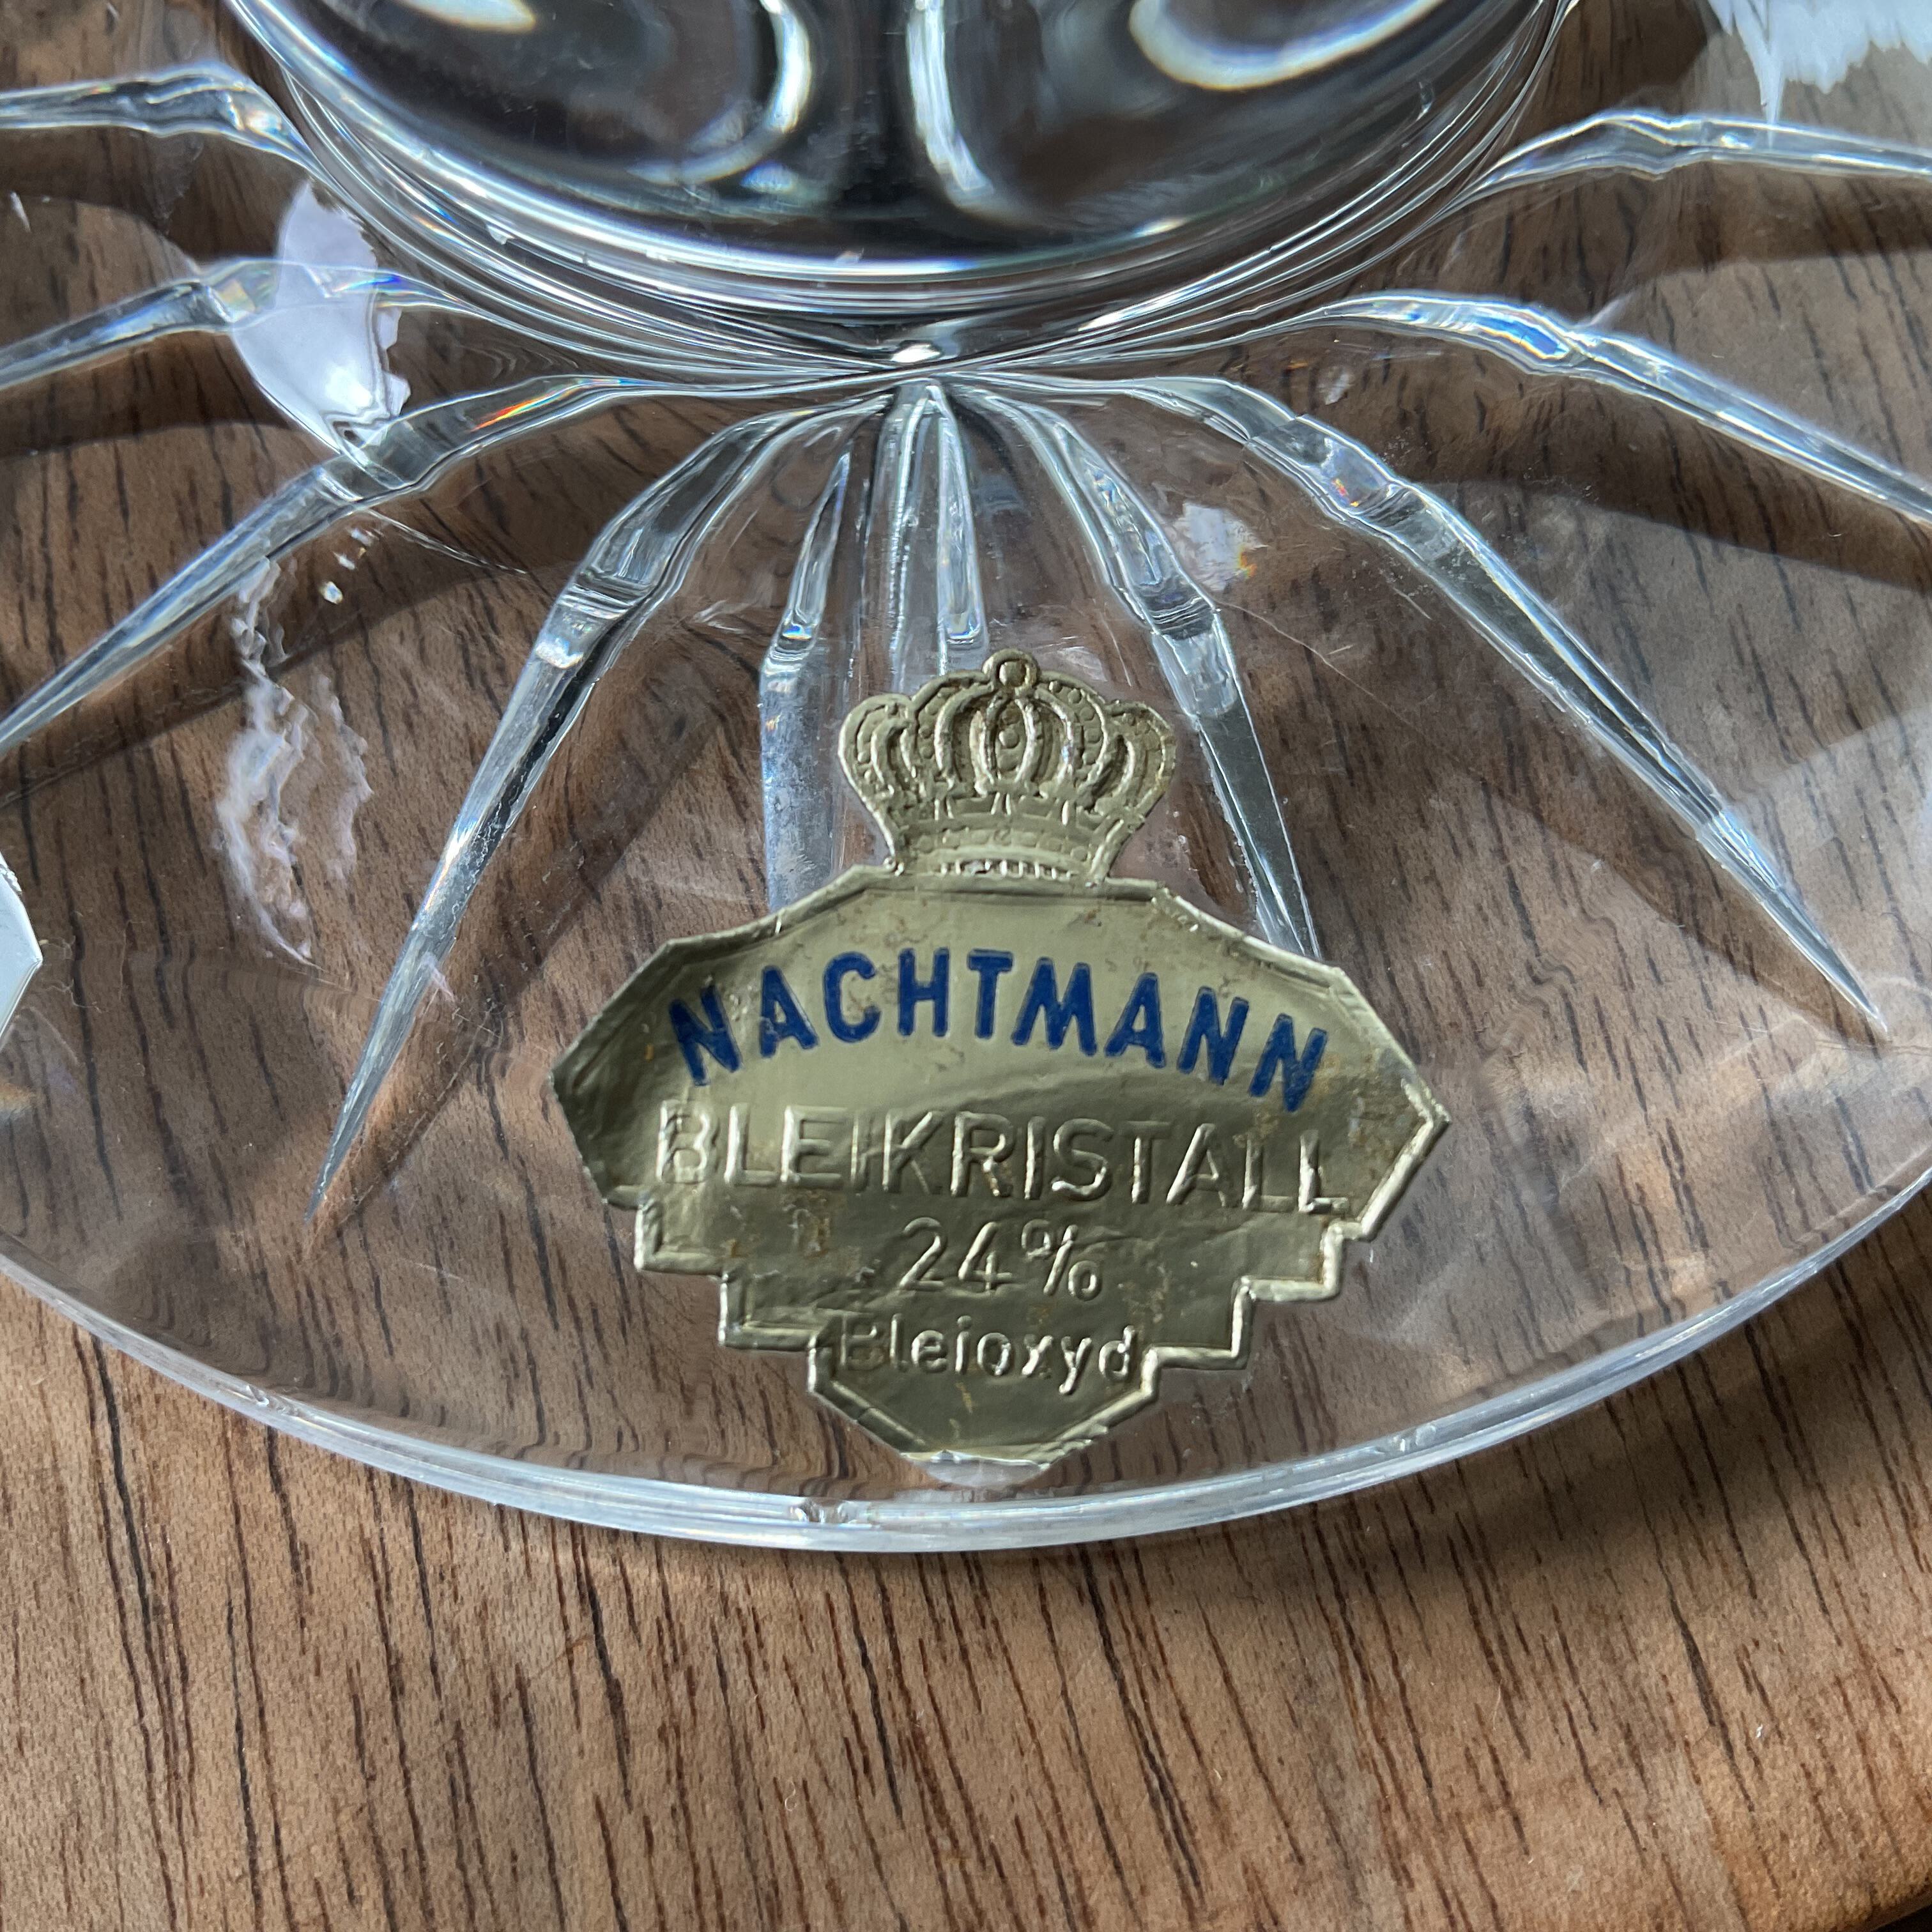 NACHTMANN
BLEIKRISTALL
24%
Bleioxyd